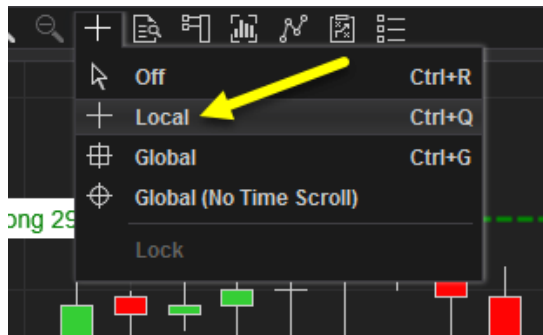 Off Ctrl+R
Local Ctrl+Q
Global Ctrl+G
Global (No Time Scroll)
ong 29
Lock